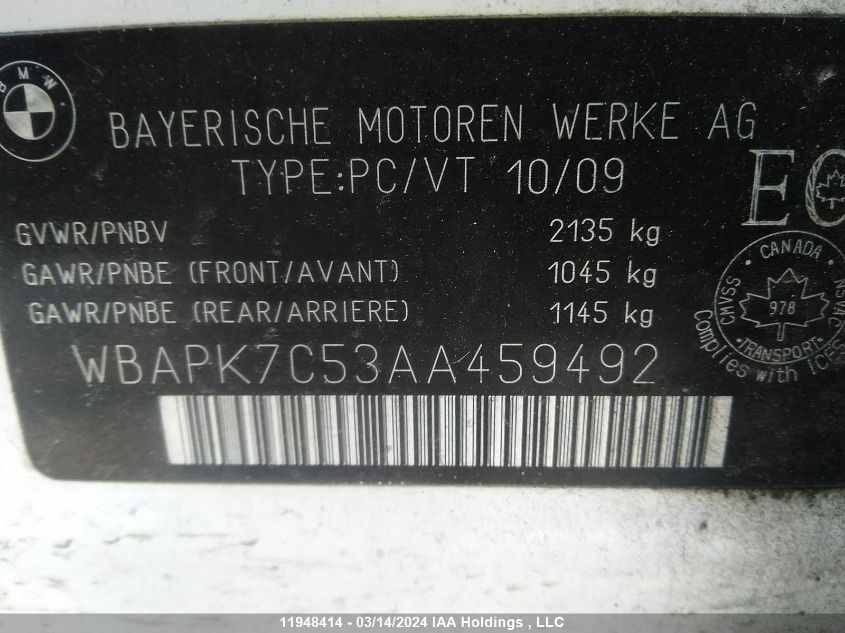 BMW
BAYERISCHE MOTOREN WERKE AG
TYPE:PC/VT 10/09
GVWR/PNBV 2135 kg
GAWR/PNBE (FRONT/AVANT) 1045 kg
GAWR/PNBE (REAR/ARRIERE) 1145 kg
WBAPK7C53AA459492
EC
CANADA
CMVSS
NSVAC
978
TRANSPORT
Complies with ICES
11948414 - 03/14/2024 IAA Holdings , LLC